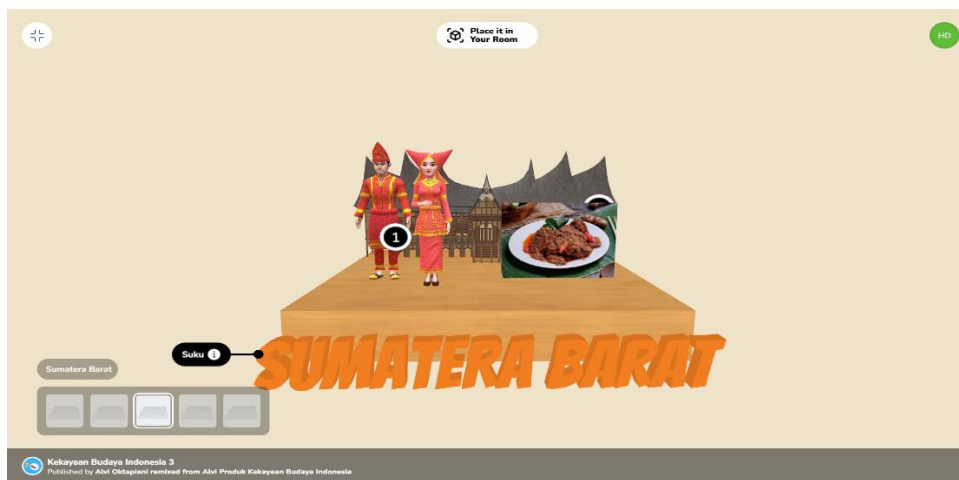 Place it in
Your Room
HD
1
Suku i
SUMATERA BARAT
Sumatera Barat
Kekayaan Budaya Indonesia 3
Published by Alvi Oktapiani remixed from Alvi Produk Kekayaan Budaya Indonesia